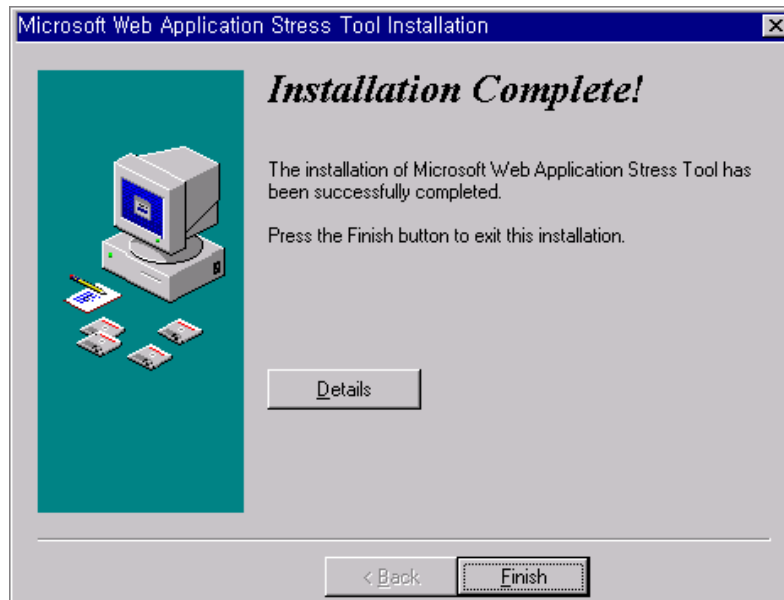 Microsoft Web Application Stress Tool Installation
Installation Complete!
The installation of Microsoft Web Application Stress Tool has
been successfully completed.
Press the Finish button to exit this installation.
Details
< Back
Finish